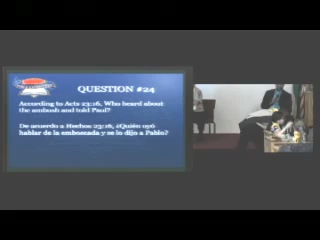 QUESTION #24
According to Acts 23:16, Who heard about
the ambush and told Paul?
De acuerdo a Hechos 23:16, ¿Quién oyó
hablar de la emboscada y se lo dijo a Pablo?